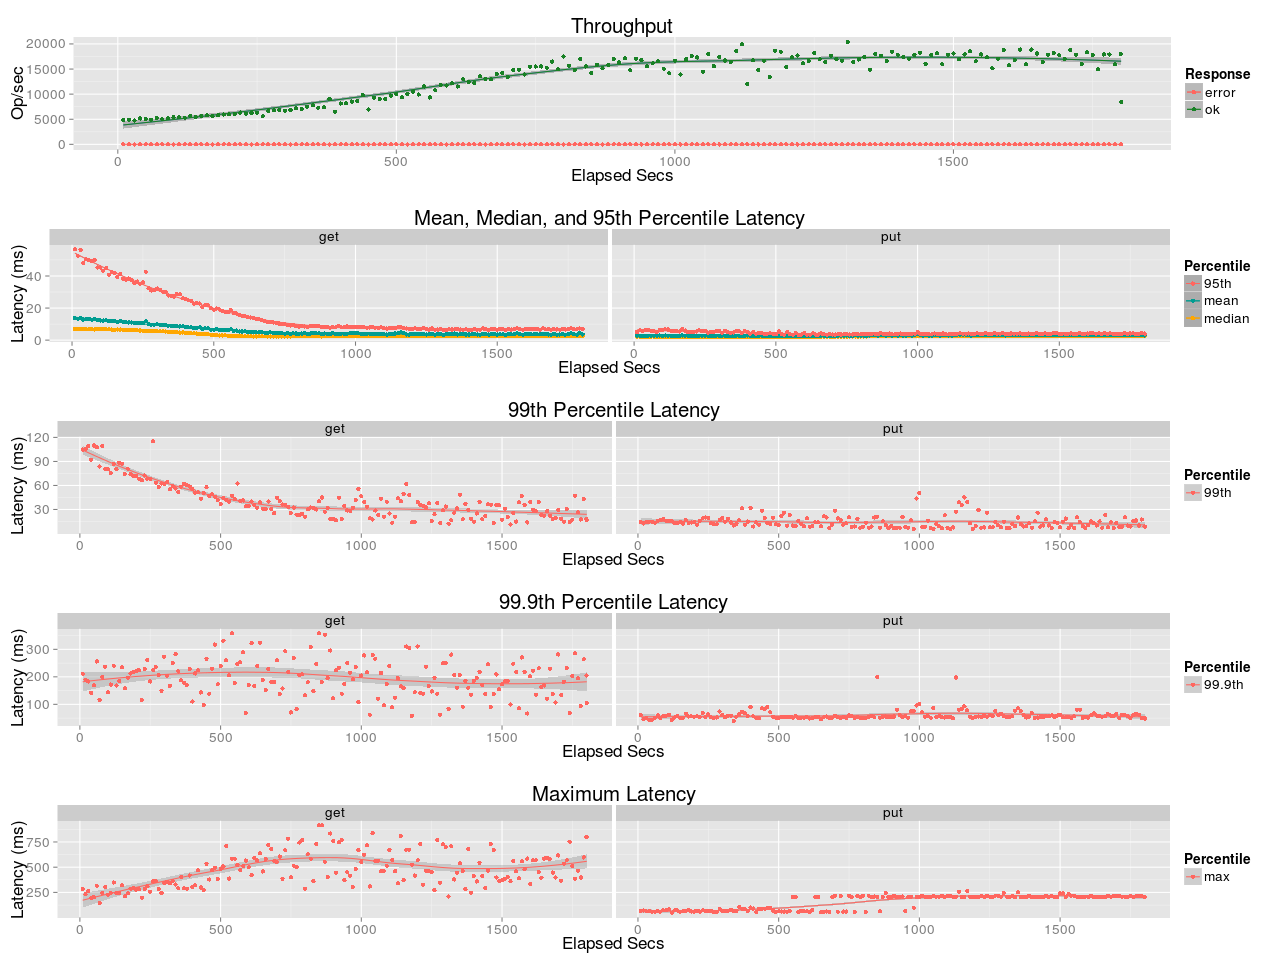 Throughput
20000
15000
10000
5000
0
Op/sec
0 500 1000 1500
Elapsed Secs
Response
error
ok
Mean, Median, and 95th Percentile Latency
get put
40
20
0
Latency (ms)
0 500 1000 1500 0 500 1000 1500
Elapsed Secs
Percentile
95th
mean
median
99th Percentile Latency
get put
120
90
60
30
Latency (ms)
0 500 1000 1500 0 500 1000 1500
Elapsed Secs
Percentile
99th
99.9th Percentile Latency
get put
300
200
100
Latency (ms)
0 500 1000 1500 0 500 1000 1500
Elapsed Secs
Percentile
99.9th
Maximum Latency
get put
750
500
250
Latency (ms)
0 500 1000 1500 0 500 1000 1500
Elapsed Secs
Percentile
max